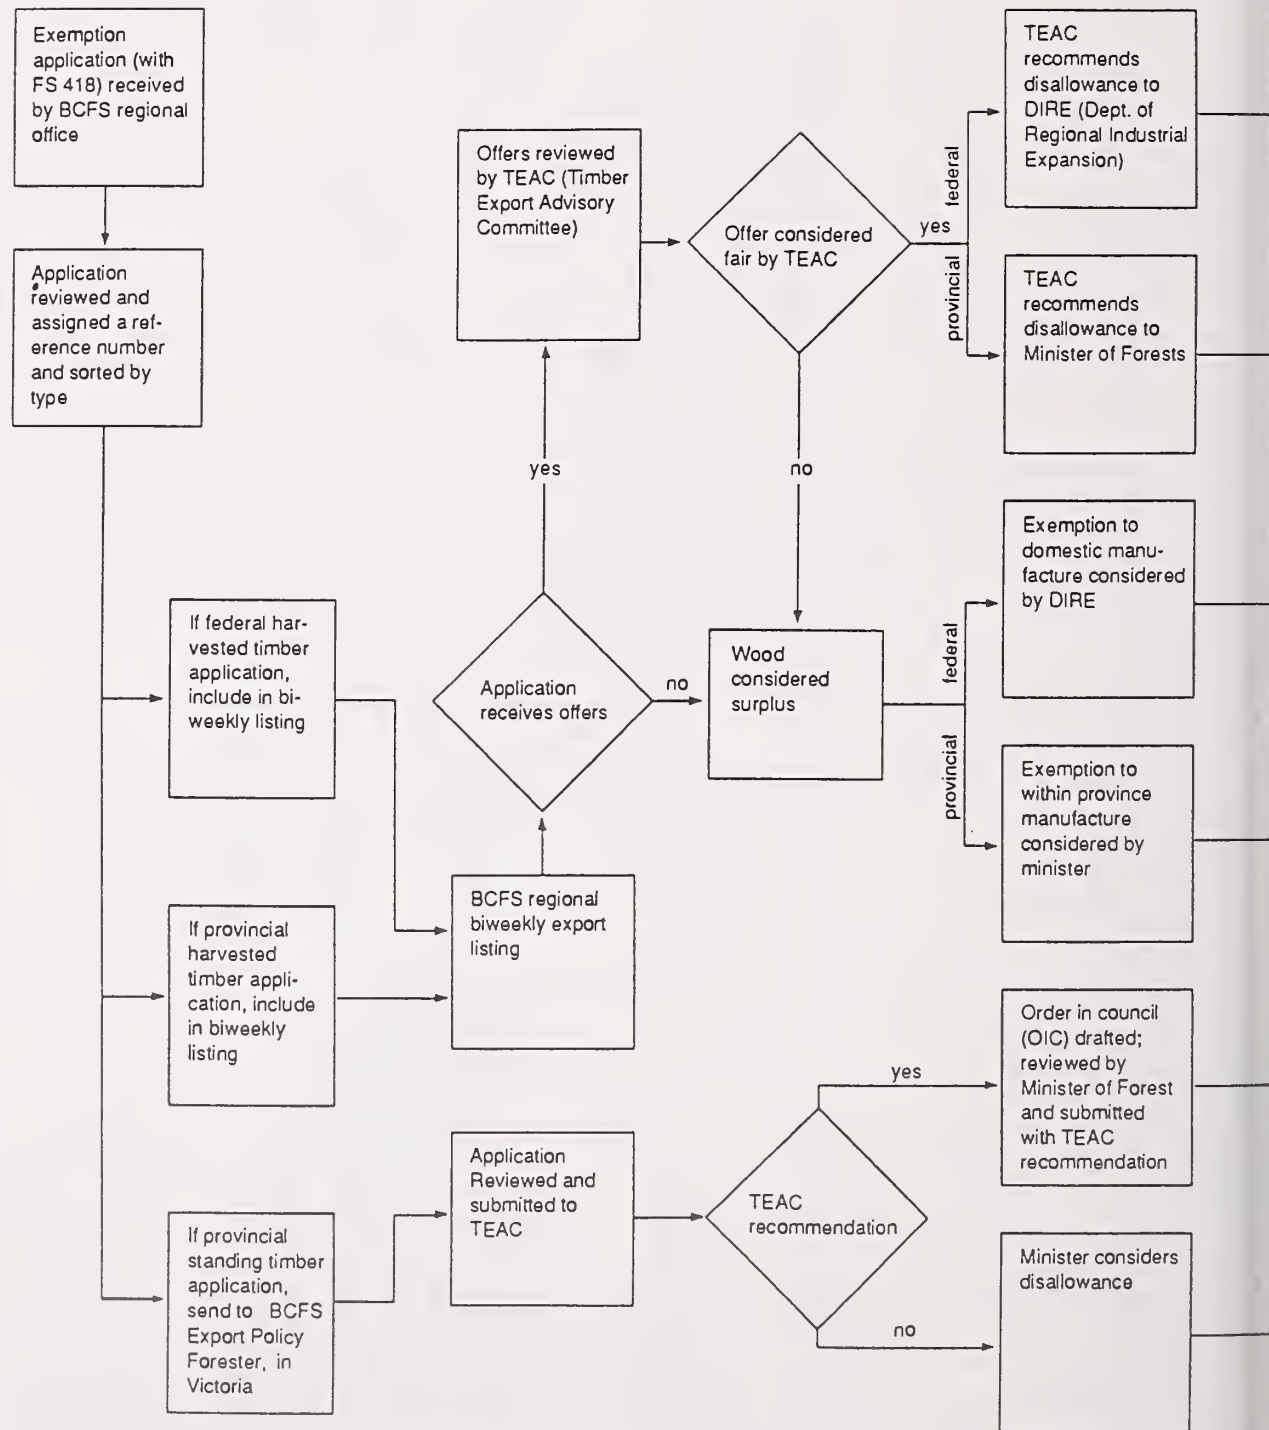 Exemption
application (with
FS 418) received
by BCFS regional
office
Application
reviewed and
assigned a ref-
erence number
and sorted by
type
If federal har-
vested timber
application,
include in bi-
weekly listing
If provincial
harvested
timber appli-
cation, include
in biweekly
listing
If provincial
standing timber
application,
send to BCFS
Export Policy
Forester, in
Victoria
Offers reviewed
by TEAC (Timber
Export Advisory
Committee)
yes
Application
receives offers
no
BCFS regional
biweekly export
listing
Application
Reviewed and
submitted to
TEAC
Offer considered
fair by TEAC
yes
no
Wood
considered
surplus
TEAC
recommendation
yes
no
federal
provincial
federal
provincial
TEAC
recommends
disallowance to
DIRE (Dept. of
Regional Industrial
Expansion)
TEAC
recommends
disallowance to
Minister of Forests
Exemption to
domestic manu-
facture considered
by DIRE
Exemption to
within province
manufacture
considered by
minister
Order in council
(OIC) drafted;
reviewed by
Minister of Forest
and submitted
with TEAC
recommendation
Minister considers
disallowance